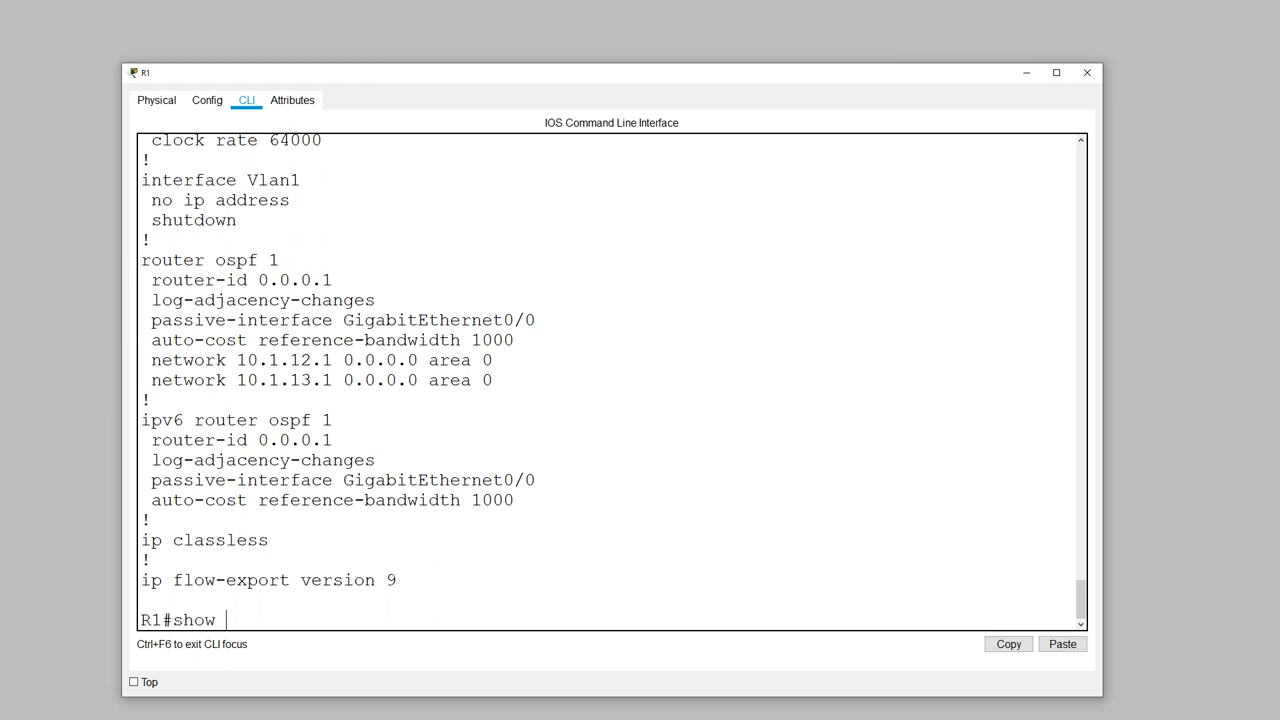 R1
Physical Config CLI Attributes
IOS Command Line Interface
clock rate 64000
!
interface Vlan1
no ip address
shutdown
!
router ospf 1
router-id 0.0.0.1
log-adjacency-changes
passive-interface GigabitEthernet0/0
auto-cost reference-bandwidth 1000
network 10.1.12.1 0.0.0.0 area 0
network 10.1.13.1 0.0.0.0 area 0
!
ipv6 router ospf 1
router-id 0.0.0.1
log-adjacency-changes
passive-interface GigabitEthernet0/0
auto-cost reference-bandwidth 1000
!
ip classless
!
ip flow-export version 9
R1#show
Ctrl+F6 to exit CLI focus
Copy Paste
Top